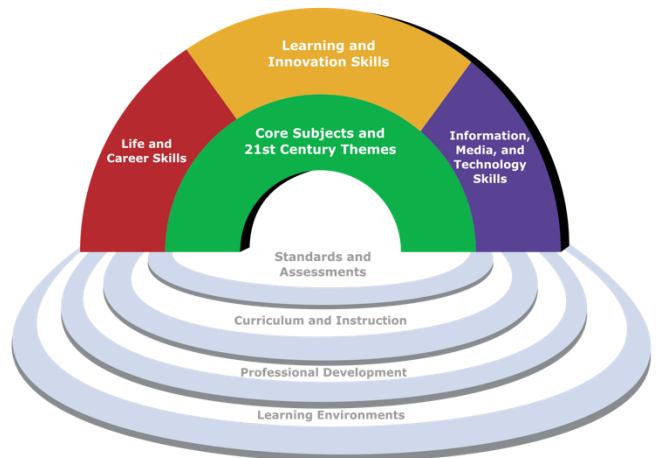 Learning and
Innovation Skills
Life and
Career Skills
Core Subjects and
21st Century Themes
Information,
Media, and
Technology
Skills
Standards and
Assessments
Curriculum and Instruction
Professional Development
Learning Environments